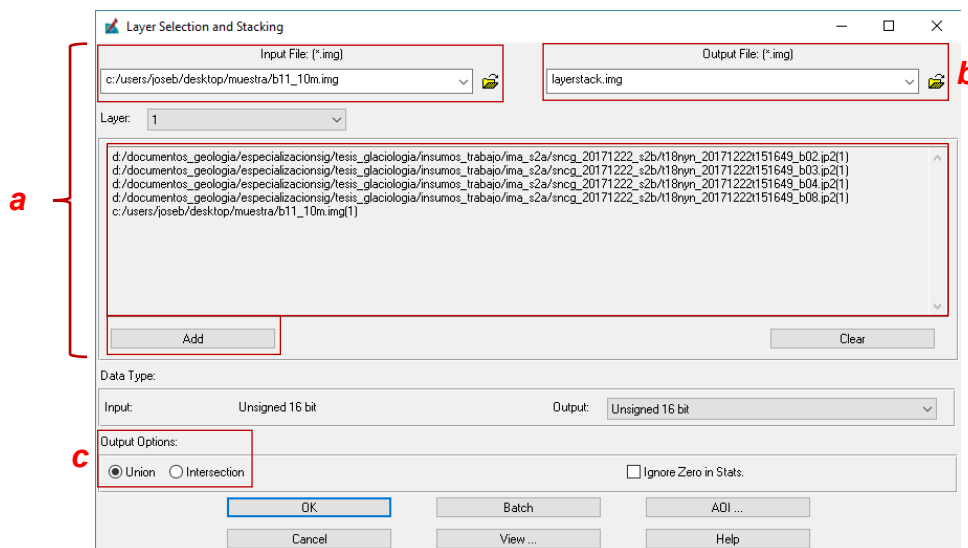 Layer Selection and Stacking
Input File: (*.img)
Output File: (*.img)
c:/users/joseb/desktop/muestra/b11_10m.img
layerstack.img
b
Layer:
1
d:/documentos_geologia/especializacionsig/tesis_glaciologia/insumos_trabajo/ima_s2a/sncg_20171222_s2b/t18nyn_20171222t151649_b02.jp2(1)
d:/documentos_geologia/especializacionsig/tesis_glaciologia/insumos_trabajo/ima_s2a/sncg_20171222_s2b/t18nyn_20171222t151649_b03.jp2(1)
d:/documentos_geologia/especializacionsig/tesis_glaciologia/insumos_trabajo/ima_s2a/sncg_20171222_s2b/t18nyn_20171222t151649_b04.jp2(1)
d:/documentos_geologia/especializacionsig/tesis_glaciologia/insumos_trabajo/ima_s2a/sncg_20171222_s2b/t18nyn_20171222t151649_b08.jp2(1)
c:/users/joseb/desktop/muestra/b11_10m.img(1)
a
Add
Clear
Data Type:
Input:
Unsigned 16 bit
Output:
Unsigned 16 bit
Output Options:
c
Union
Intersection
Ignore Zero in Stats.
OK
Batch
AOI ...
Cancel
View ...
Help